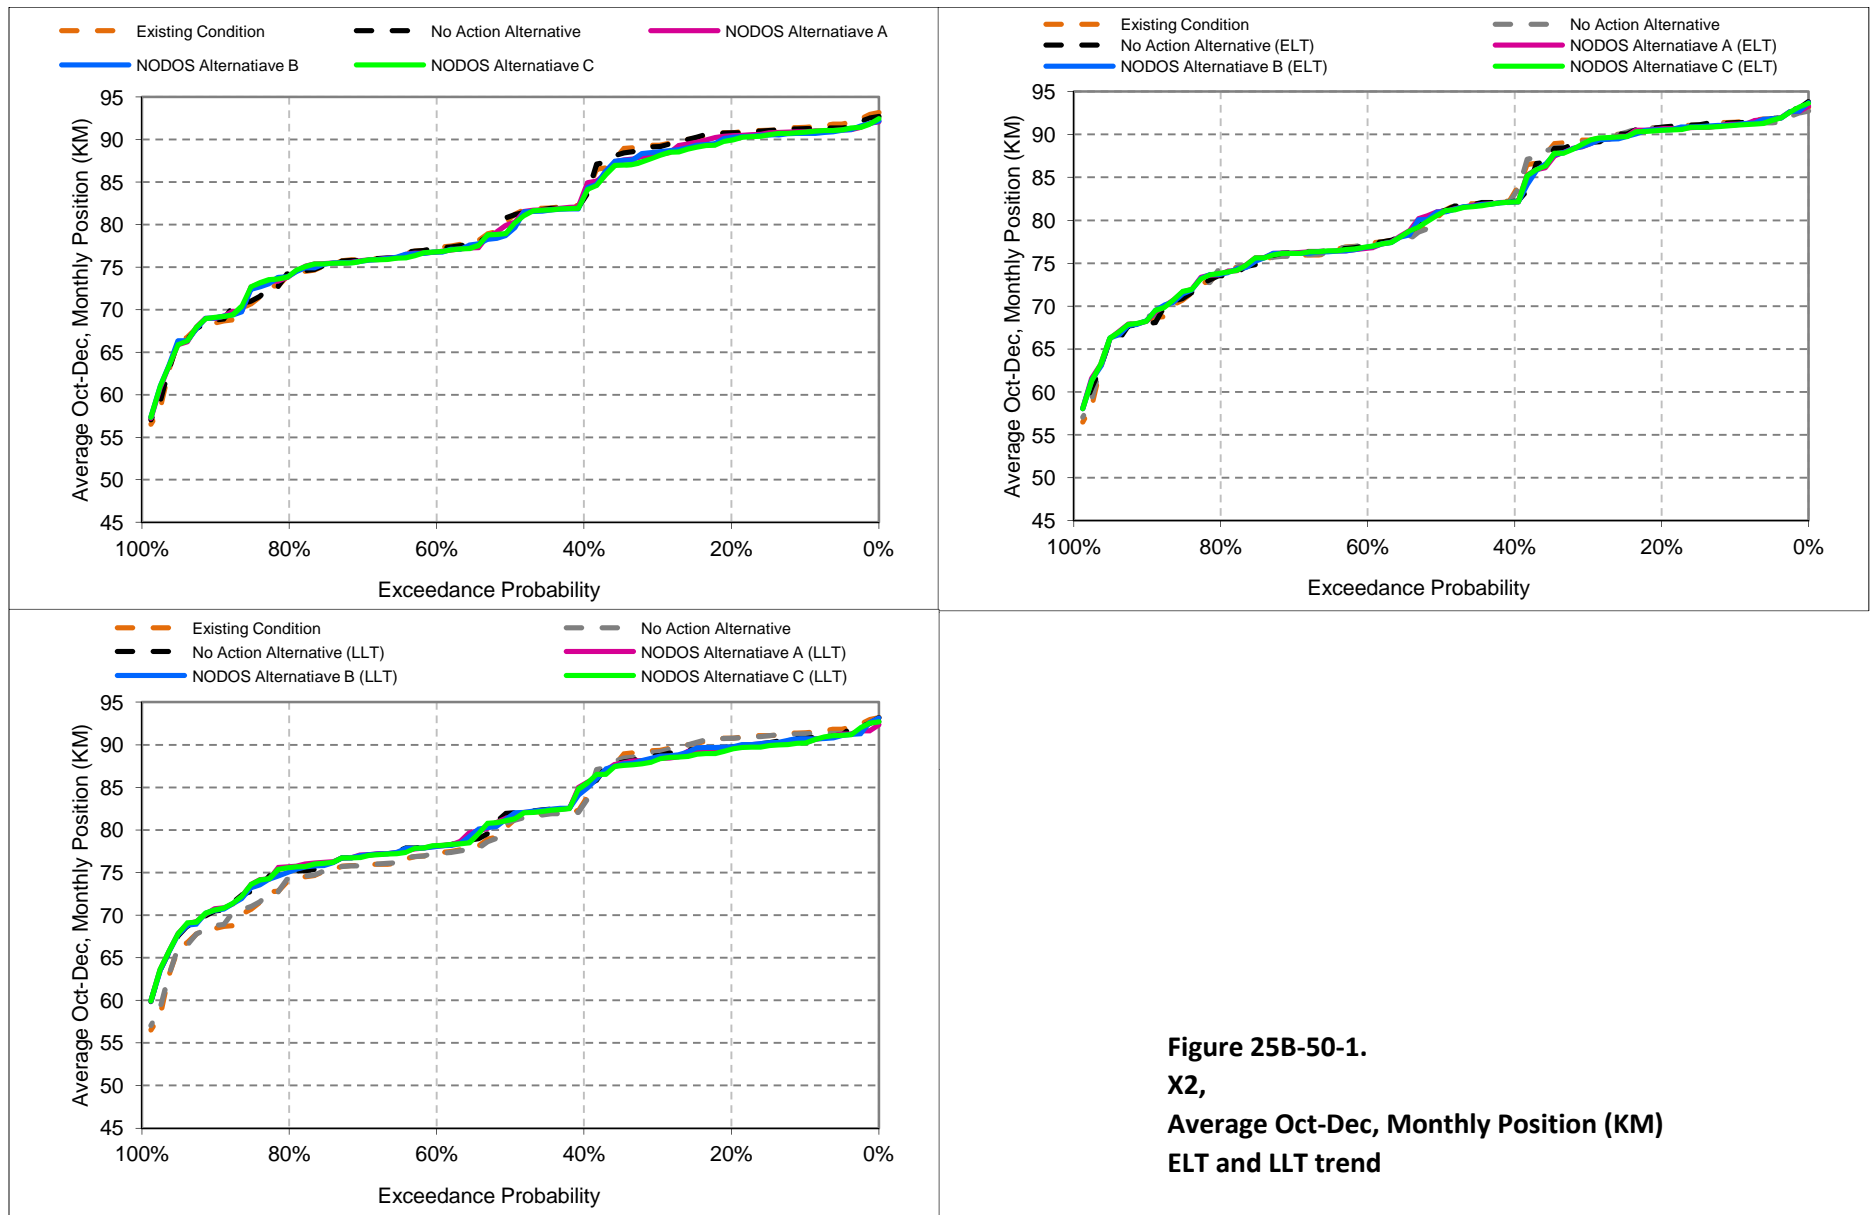 Existing Condition
No Action Alternative
NODOS Alternatiave A
NODOS Alternatiave B
NODOS Alternatiave C
Average Oct-Dec, Monthly Position (KM)
95
90
85
80
75
70
65
60
55
50
45
100%
80%
60%
40%
20%
0%
Exceedance Probability
Existing Condition
No Action Alternative
No Action Alternative (ELT)
NODOS Alternatiave A (ELT)
NODOS Alternatiave B (ELT)
NODOS Alternatiave C (ELT)
Average Oct-Dec, Monthly Position (KM)
95
90
85
80
75
70
65
60
55
50
45
100%
80%
60%
40%
20%
0%
Exceedance Probability
Existing Condition
No Action Alternative
No Action Alternative (LLT)
NODOS Alternatiave A (LLT)
NODOS Alternatiave B (LLT)
NODOS Alternatiave C (LLT)
Average Oct-Dec, Monthly Position (KM)
95
90
85
80
75
70
65
60
55
50
45
100%
80%
60%
40%
20%
0%
Exceedance Probability
Figure 25B-50-1.
X2,
Average Oct-Dec, Monthly Position (KM)
ELT and LLT trend